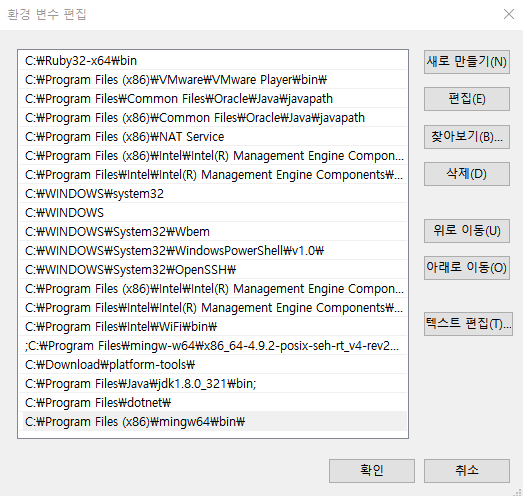 환경 변수 편집
C:₩Ruby32-x64₩bin
C:₩Program Files (x86)₩VMware₩VMware Player₩bin₩
C:₩Program Files₩Common Files₩Oracle₩Java₩javapath
C:₩Program Files (x86)₩Common Files₩Oracle₩Java₩javapath
C:₩Program Files (x86)₩NAT Service
C:₩Program Files (x86)₩Intel₩Intel(R) Management Engine Compon...
C:₩Program Files₩Intel₩Intel(R) Management Engine Components₩...
C:₩WINDOWS₩system32
C:₩WINDOWS
C:₩WINDOWS₩System32₩Wbem
C:₩WINDOWS₩System32₩WindowsPowerShell₩v1.0₩
C:₩WINDOWS₩System32₩OpenSSH₩
C:₩Program Files (x86)₩Intel₩Intel(R) Management Engine Compon...
C:₩Program Files₩Intel₩Intel(R) Management Engine Components₩...
C:₩Program Files₩Intel₩WiFi₩bin₩
;C:₩Program Files₩mingw-w64₩x86_64-4.9.2-posix-seh-rt_v4-rev2...
C:₩Download₩platform-tools₩
C:₩Program Files₩Java₩jdk1.8.0_321₩bin;
C:₩Program Files₩dotnet₩
C:₩Program Files (x86)₩mingw64₩bin₩
새로 만들기(N)
편집(E)
찾아보기(B)...
삭제(D)
위로 이동(U)
아래로 이동(O)
텍스트 편집(T)...
확인
취소